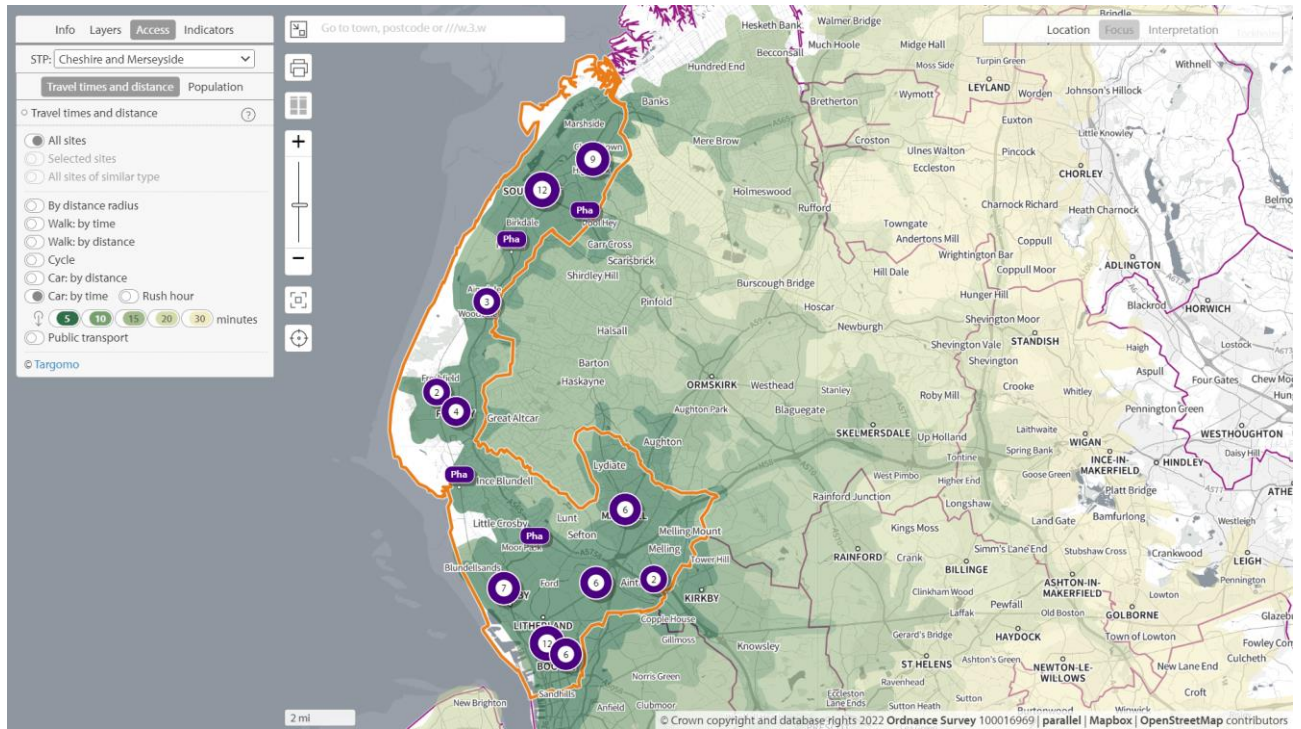 Info Layers Access Indicators
STP: Cheshire and Merseyside
Travel times and distance Population
Travel times and distance ?
All sites
Selected sites
All sites of similar type
By distance radius
Walk: by time
Walk: by distance
Cycle
Car: by distance
Car: by time Rush hour
5 10 15 20 30 minutes
Public transport
© Targomo
Go to town, postcode or ///w.3.w
Location Focus Interpretation
Hesketh Bank
Walmer Bridge
Brindle
Becconsall
Much Hoole
Midge Hall
Withnell
Hundred End
Moss Side
Turpin Green
LEYLAND
Johnson's Hillock
Banks
Bretherton
Wymott
Worden
Marshside
Euxton
Little Knowley
Mere Brow
Croston
Ulnes Walton
Pincock
9
Eccleston
CHORLEY
12
Holmeswood
Rufford
Charnock Richard
Heath Charnock
Pha
Birkdale
Towngate
Pha
Carr Cross
Andertons Mill
Coppull
Scarisbrick
Wrightington Bar
ADLINGTON
Shirdley Hill
Hill Dale
Coppull Moor
Burscough Bridge
Hunger Hill
Blackrod
HORWICH
3
Pinfold
Hoscar
Shevington Moor
Halsall
Newburgh
STANDISH
Shevington Vale
Haigh
Lostock
Shevington
Aspull
Barton
Four Gates
Chew Moor
2
Haskayne
ORMSKIRK
Westhead
Stanley
Crooke
Whitley
Roby Mill
4
Great Altcar
Aughton Park
Blaguegate
Pennington Green
SKELMERSDALE
Up Holland
Laithwaite
WESTHOUGHTON
Aughton
WIGAN
Spring Bank
Daisy Hill
Lydiate
Tontine
INCE-IN-MAKERFIELD
HINDLEY
Pha
Ince Blundell
West Pimbo
Higher End
Goose Green
Platt Bridge
Rainford Junction
Longshaw
6
Bamfurlong
Little Crosby
Lunt
Land Gate
Westleigh
Pha
Sefton
Melling Mount
Kings Moss
Moor Park
Melling
Simm's Lane End
Stubshaw Cross
Crankwood
LEIGH
Tower Hill
RAINFORD
Crank
Blundellsands
BILLINGE
Pennington
7
Ford
6
2
ASHTON-IN-MAKERFIELD
Clinkham Wood
Lowton
KIRKBY
Pewfall
Laffak
Old Boston
GOLBORNE
Copple House
LITHERLAND
Gillmoss
Gerard's Bridge
HAYDOCK
Town of Lowton
12
Knowsley
6
ST HELENS
Ashton's Green
NEWTON-LE-WILLOWS
New Lane End
Culcheth
Norris Green
Ravenhead
Sandhills
Eccleston Lane Ends
Sutton
Croft
New Brighton
Anfield
Clubmoor
Sutton Heath
2 mi
© Crown copyright and database rights 2022 Ordnance Survey 100016969 | parallel | Mapbox | OpenStreetMap contributors